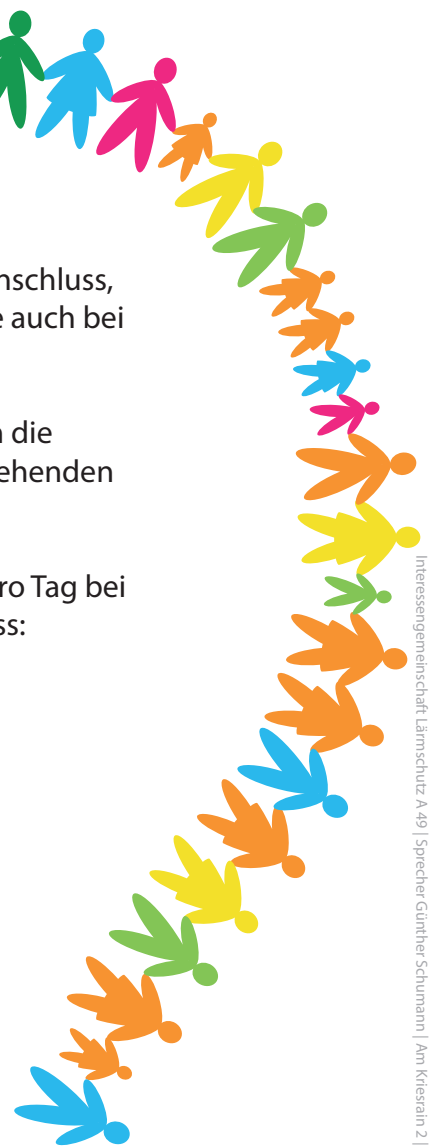 nschluss,
e auch bei
n die
ehenden
ro Tag bei
ss:
Interessengemeinschaft Lärmschutz A 49 | Sprecher Günther Schumann | Am Kriesrain 2 |